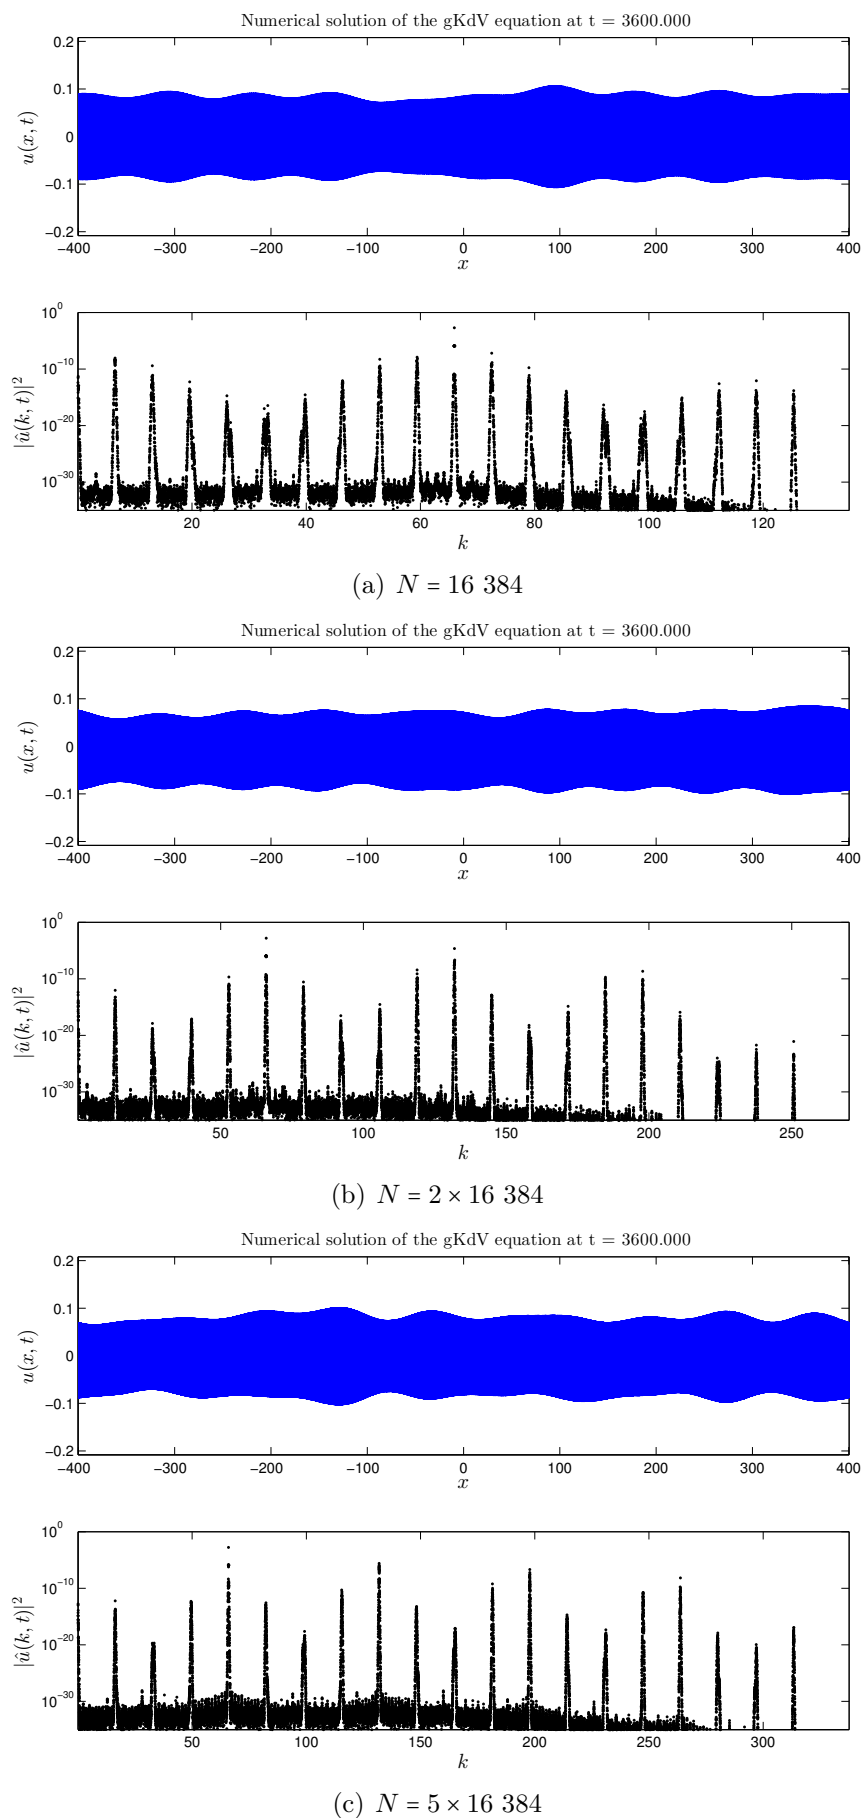 Numerical solution of the gKdV equation at t = 3600.000
0.2
0.1
0
−0.1
−0.2
u(x, t)
−400 −300 −200 −100 0 100 200 300 400
x
10^0
10^−10
10^−20
10^−30
|û(k, t)|^2
20 40 60 80 100 120
k
(a) N = 16 384
Numerical solution of the gKdV equation at t = 3600.000
0.2
0.1
0
−0.1
−0.2
u(x, t)
−400 −300 −200 −100 0 100 200 300 400
x
10^0
10^−10
10^−20
10^−30
|û(k, t)|^2
50 100 150 200 250
k
(b) N = 2 × 16 384
Numerical solution of the gKdV equation at t = 3600.000
0.2
0.1
0
−0.1
−0.2
u(x, t)
−400 −300 −200 −100 0 100 200 300 400
x
10^0
10^−10
10^−20
10^−30
|û(k, t)|^2
50 100 150 200 250 300
k
(c) N = 5 × 16 384